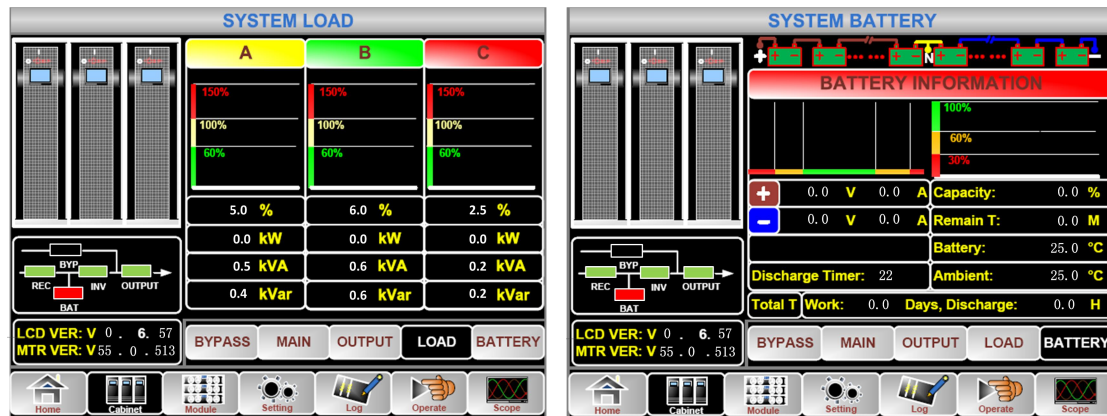 SYSTEM LOAD
A B C
150% 150% 150%
100% 100% 100%
60% 60% 60%
5.0 % 6.0 % 2.5 %
0.0 kW 0.0 kW 0.0 kW
0.5 kVA 0.6 kVA 0.2 kVA
0.4 kVar 0.6 kVar 0.2 kVar
BYP
REC INV OUTPUT
BAT
LCD VER: V 0 . 6. 57
MTR VER: V 55 . 0 .513
BYPASS MAIN OUTPUT LOAD BATTERY
Home Cabinet Module Setting Log Operate Scope
SYSTEM BATTERY
+ + - + - N + - + - + - -
BATTERY INFORMATION
100%
60%
30%
+ 0.0 V 0.0 A Capacity: 0.0 %
- 0.0 V 0.0 A Remain T: 0.0 M
Battery: 25.0 °C
Discharge Timer: 22 Ambient: 25.0 °C
Total T Work: 0.0 Days, Discharge: 0.0 H
BYP
REC INV OUTPUT
BAT
LCD VER: V 0 . 6. 57
MTR VER: V 55 . 0 .513
BYPASS MAIN OUTPUT LOAD BATTERY
Home Cabinet Module Setting Log Operate Scope